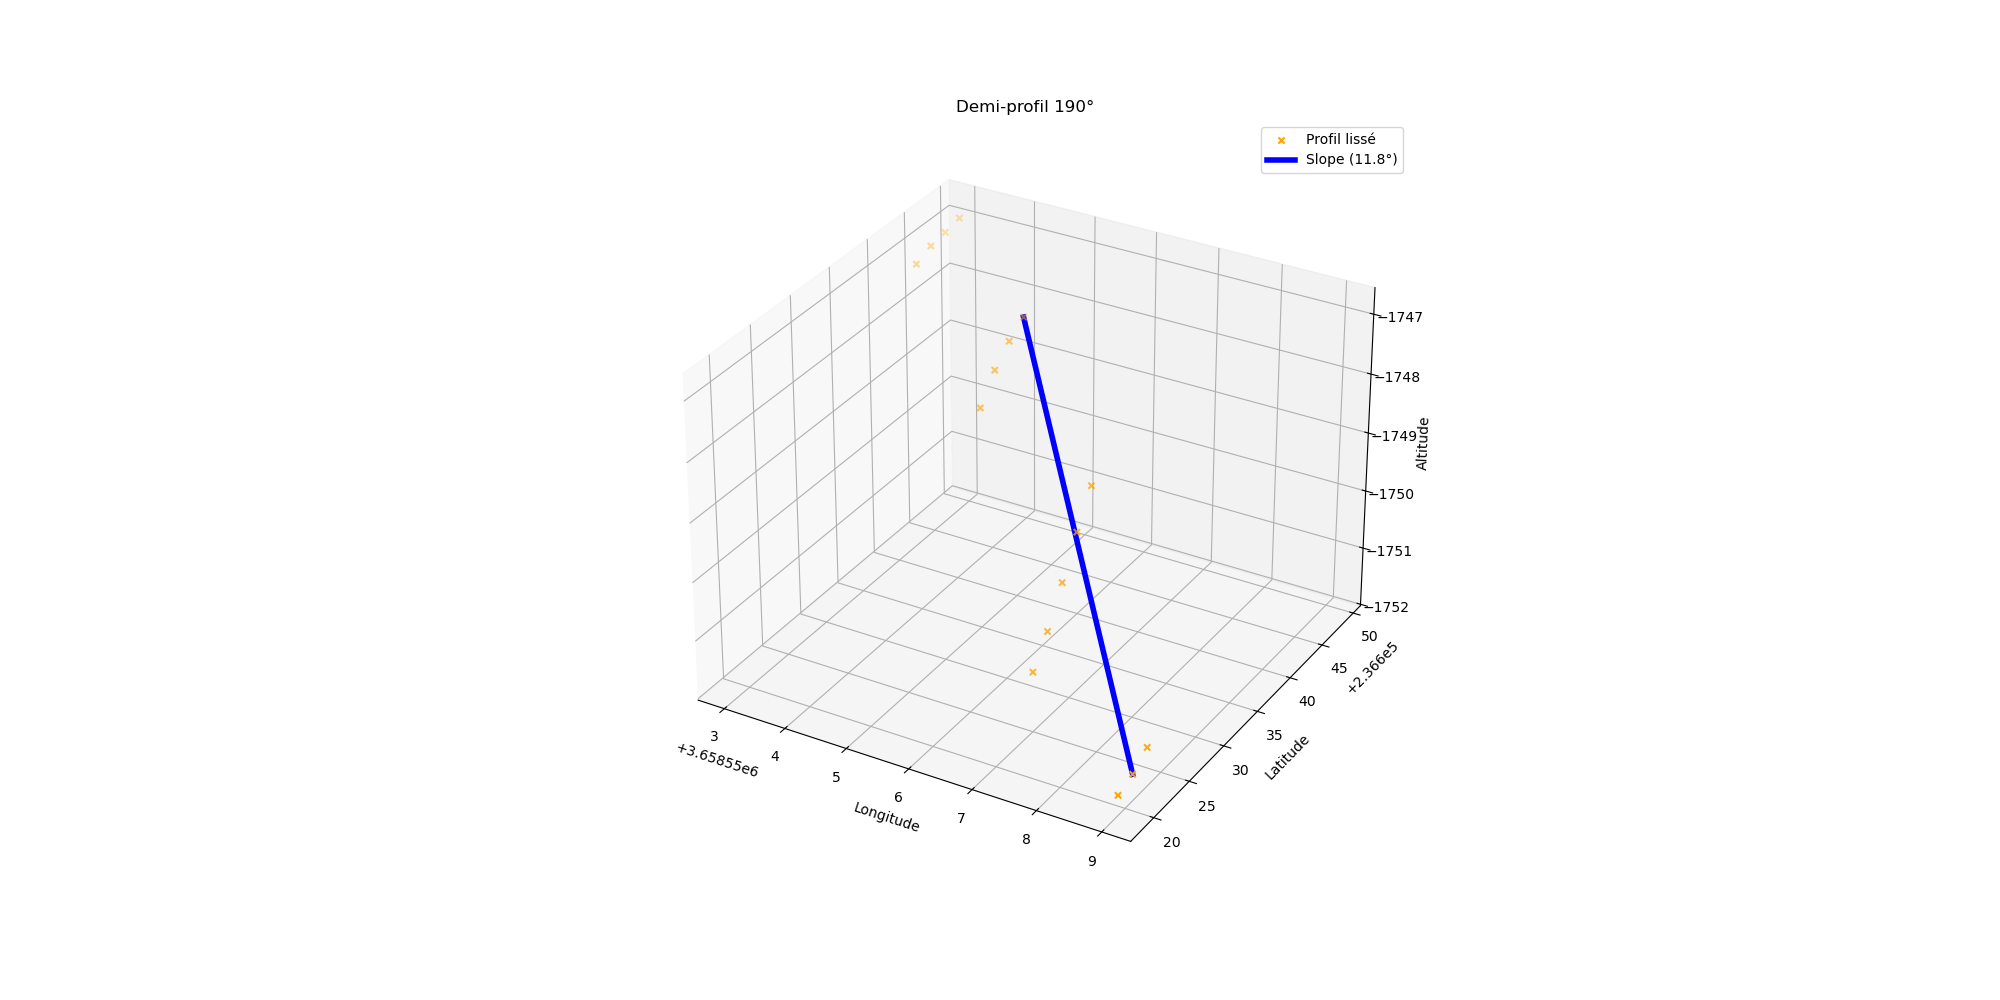 Demi-profil 190°
Profil lissé
Slope (11.8°)
−1747
−1748
−1749
−1750
−1751
−1752
Altitude
50
45
40
35
30
25
20
+2.366e5
Latitude
3
4
5
6
7
8
9
+3.65855e6
Longitude